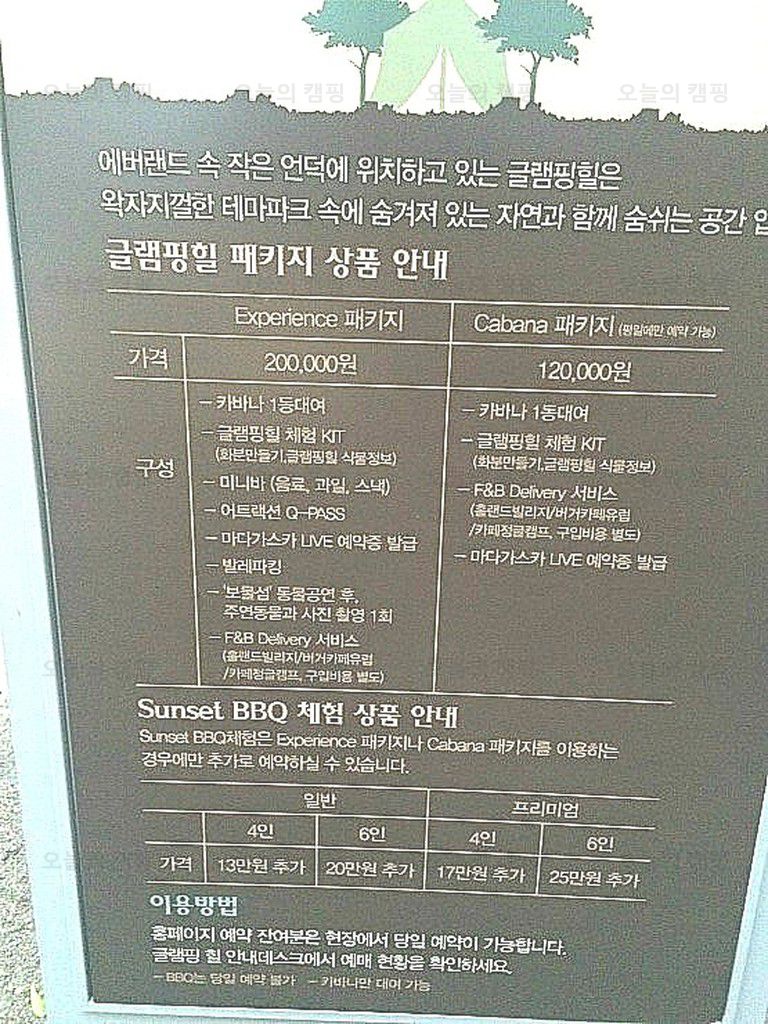 오늘의 캠핑 오늘의 캠핑 오늘의 캠핑 오늘의 캠핑
에버랜드 속 작은 언덕에 위치하고 있는 글램핑힐은
왁자지껄한 테마파크 속에 숨겨져 있는 자연과 함께 숨쉬는 공간 입
글램핑힐 패키지 상품 안내
Experience 패키지 Cabana 패키지 (평일에만 예약 가능)
가격 200,000원 120,000원
구성
- 카바나 1동대여
- 글램핑힐 체험 KIT
(화분만들기,글램핑힐 식물정보)
- 미니바 (음료, 과일, 스낵)
- 어트랙션 Q-PASS
- 마다가스카 LIVE 예약증 발급
- 발레파킹
- '보물섬' 동물공연 후,
주연동물과 사진 촬영 1회
- F&B Delivery 서비스
(홀랜드빌리지/버거카페유럽
/카페정글캠프, 구입비용 별도)
- 카바나 1동대여
- 글램핑힐 체험 KIT
(화분만들기,글램핑힐 식물정보)
- F&B Delivery 서비스
(홀랜드빌리지/버거카페유럽
/카페정글캠프, 구입비용 별도)
- 마다가스카 LIVE 예약증 발급
Sunset BBQ 체험 상품 안내
Sunset BBQ체험은 Experience 패키지나 Cabana 패키지를 이용하는
경우에만 추가로 예약하실 수 있습니다.
일반 프리미엄
4인 6인 4인 6인
가격 13만원 추가 20만원 추가 17만원 추가 25만원 추가
이용방법
홈페이지 예약 잔여분은 현장에서 당일 예약이 가능합니다.
글램핑 힐 안내데스크에서 예매 현황을 확인하세요.
- BBQ는 당일 예약 불가 - 카바나만 대여 가능